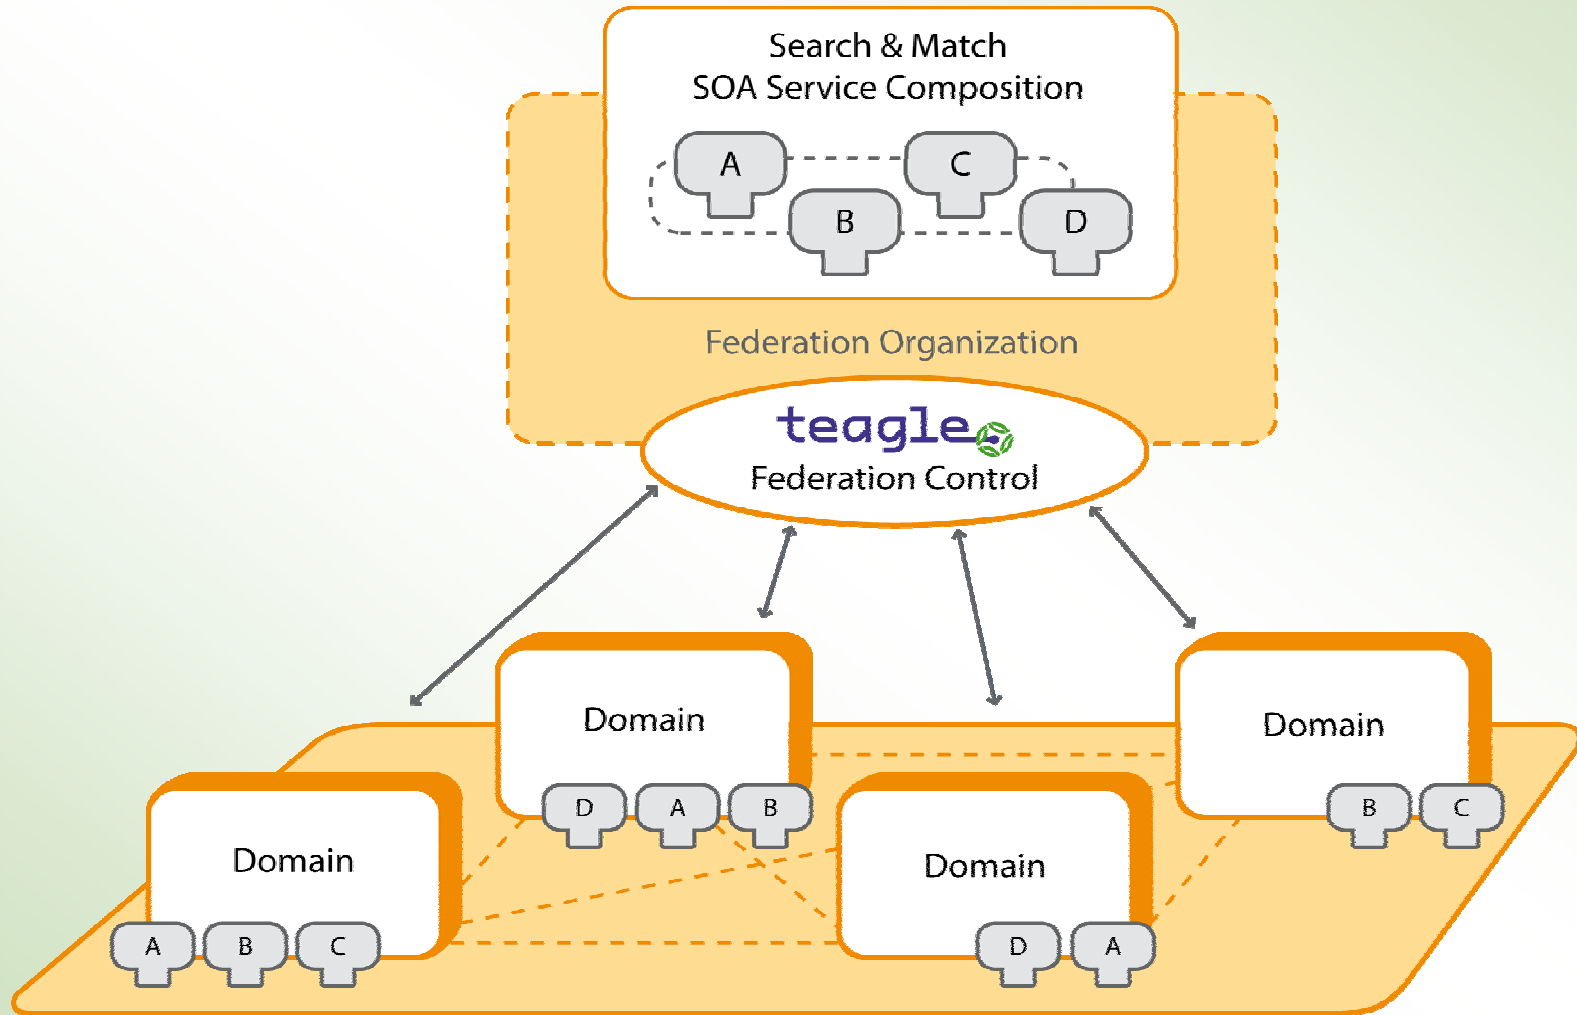 Search & Match
SOA Service Composition
A
C
B
D
Federation Organization
teagle
Federation Control
Domain
D A B
Domain
B C
Domain
A B C
Domain
D A